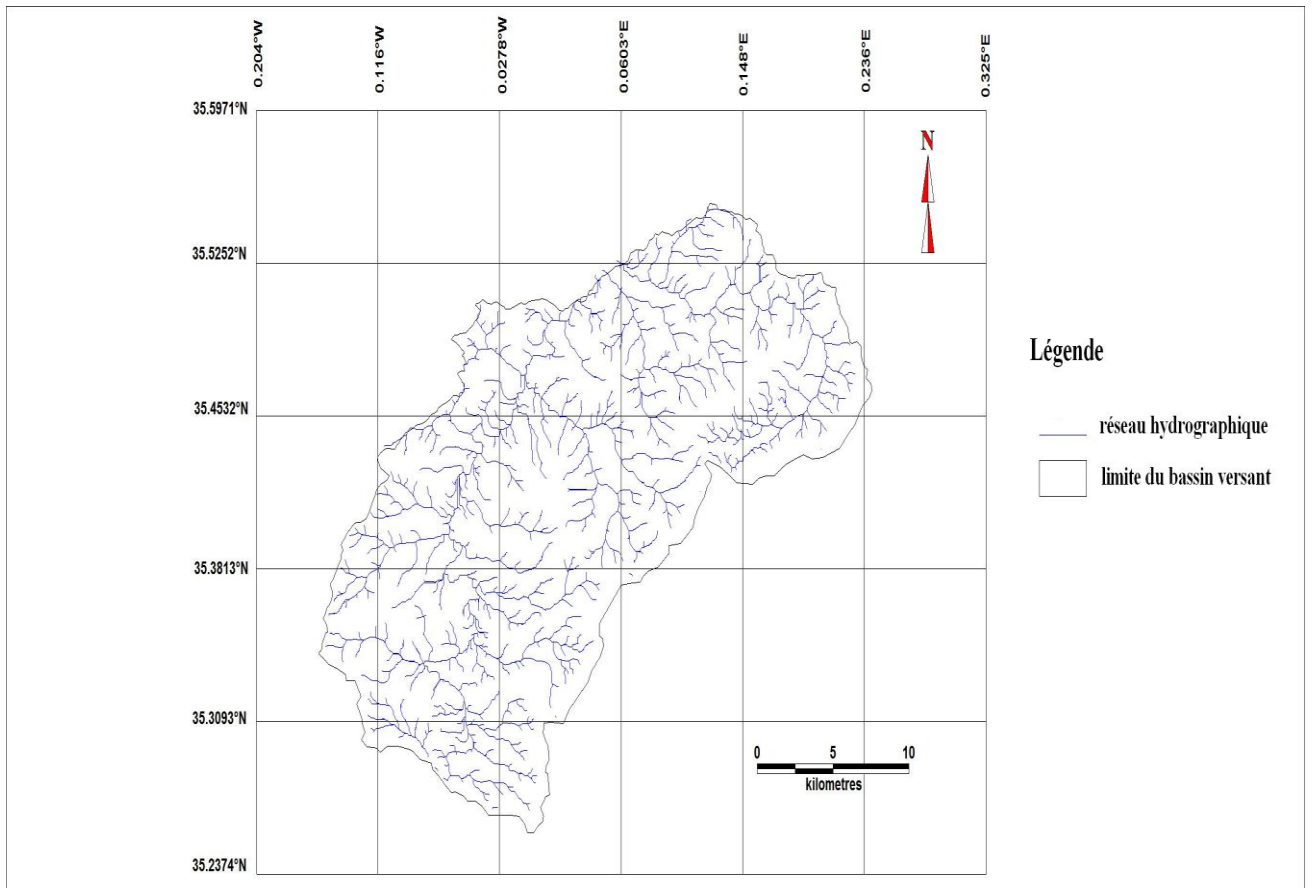 0.204°W
0.116°W
0.0278°W
0.0603°E
0.148°E
0.236°E
0.325°E
35.5971°N
N
35.5252°N
Légende
35.4532°N
réseau hydrographique
limite du bassin versant
35.3813°N
35.3093°N
0 5 10
kilometres
35.2374°N